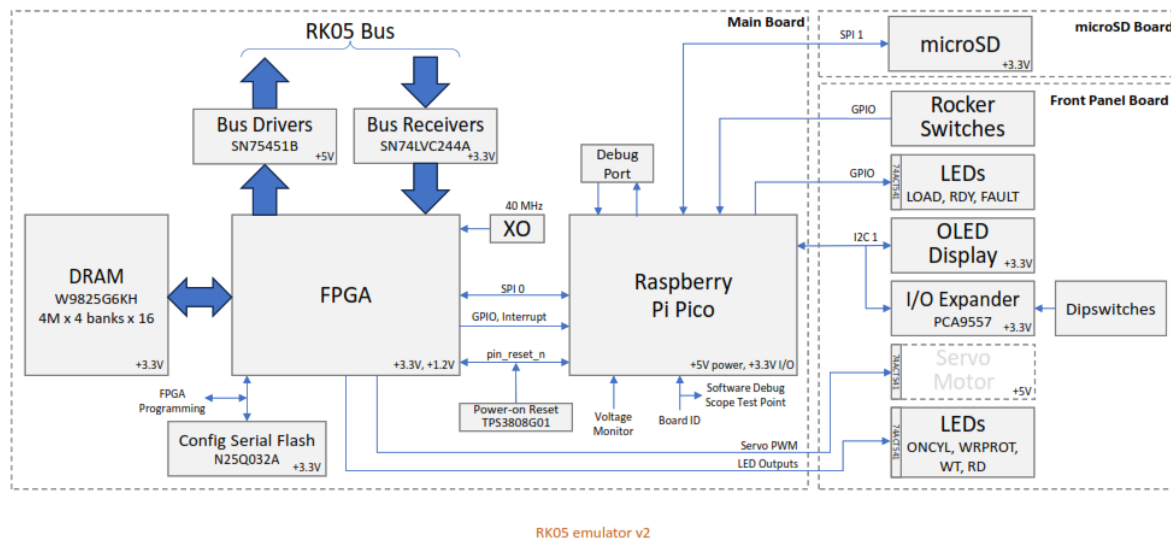 Main Board
RK05 Bus
Bus Drivers
SN75451B
+5V
Bus Receivers
SN74LVC244A
+3.3V
Debug
Port
40 MHz
XO
DRAM
W9825G6KH
4M x 4 banks x 16
+3.3V
FPGA
+3.3V, +1.2V
SPI 0
GPIO, Interrupt
pin_reset_n
Raspberry
Pi Pico
+5V power, +3.3V I/O
FPGA
Programming
Config Serial Flash
N25Q032A
+3.3V
Power-on Reset
TPS3808G01
Voltage
Monitor
Board ID
Software Debug
Scope Test Point
Servo PWM
LED Outputs
microSD Board
SPI 1
microSD
+3.3V
Front Panel Board
GPIO
Rocker
Switches
GPIO
74ACT541
LEDs
LOAD, RDY, FAULT
I2C 1
OLED
Display
+3.3V
I/O Expander
PCA9557
+3.3V
Dipswitches
74ACT541
Servo
Motor
+5V
74ACT541
LEDs
ONCYL, WRPROT,
WT, RD
RK05 emulator v2